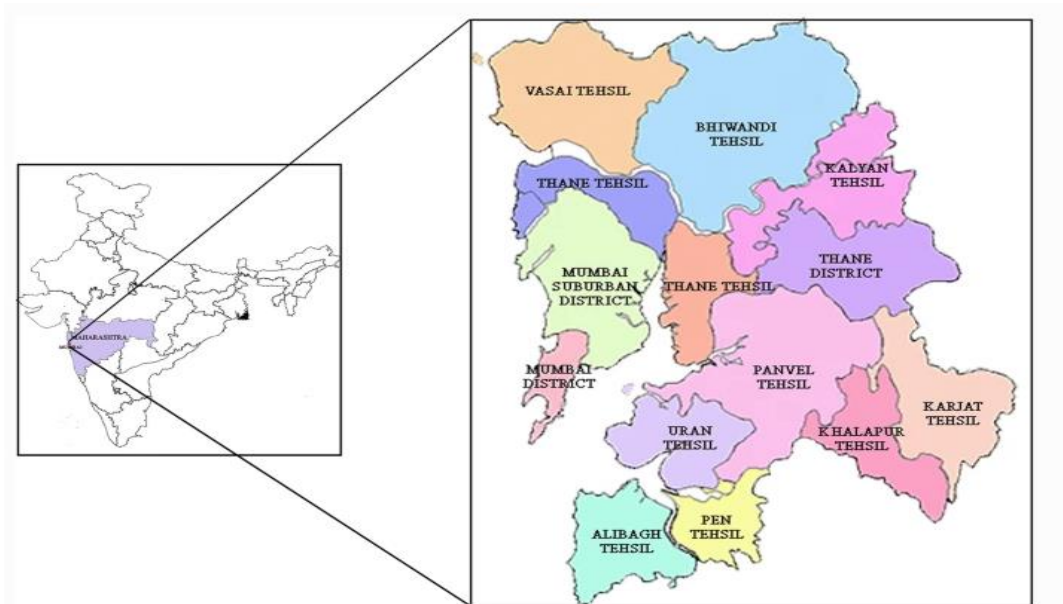 VASAI TEHSIL
BHIWANDI
TEHSIL
THANE TEHSIL
KALYAN
TEHSIL
MUMBAI
SUBURBAN
DISTRICT
THANE TEHSIL
THANE
DISTRICT
MUMBAI
DISTRICT
PANVEL
TEHSIL
KARJAT
TEHSIL
URAN
TEHSIL
KHALAPUR
TEHSIL
ALIBAGH
TEHSIL
PEN
TEHSIL
MAHARASHTRA